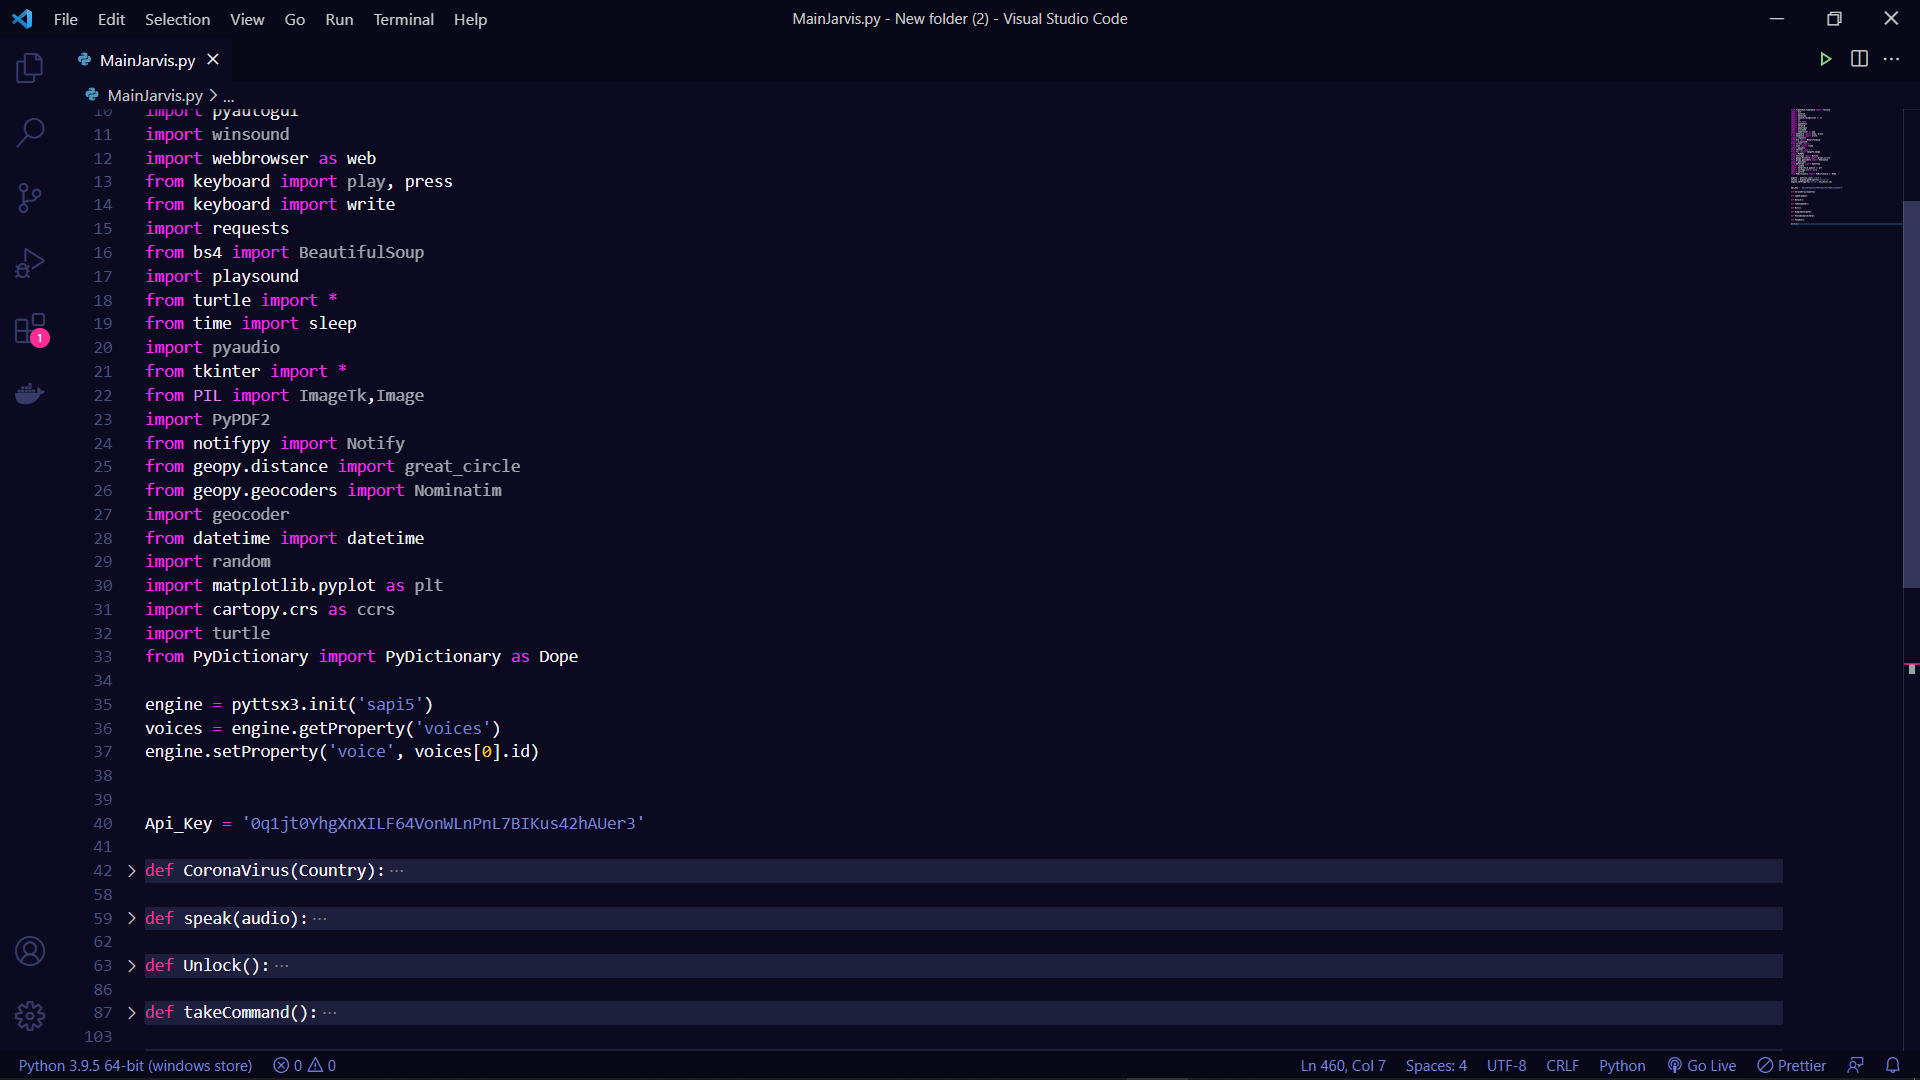 File Edit Selection View Go Run Terminal Help
MainJarvis.py - New folder (2) - Visual Studio Code
MainJarvis.py
MainJarvis.py > ...
10 import pyautogui
11 import winsound
12 import webbrowser as web
13 from keyboard import play, press
14 from keyboard import write
15 import requests
16 from bs4 import BeautifulSoup
17 import playsound
18 from turtle import *
19 from time import sleep
20 import pyaudio
21 from tkinter import *
22 from PIL import ImageTk,Image
23 import PyPDF2
24 from notifypy import Notify
25 from geopy.distance import great_circle
26 from geopy.geocoders import Nominatim
27 import geocoder
28 from datetime import datetime
29 import random
30 import matplotlib.pyplot as plt
31 import cartopy.crs as ccrs
32 import turtle
33 from PyDictionary import PyDictionary as Dope
34
35 engine = pyttsx3.init('sapi5')
36 voices = engine.getProperty('voices')
37 engine.setProperty('voice', voices[0].id)
38
39
40 Api_Key = '0q1jt0YhgXnXILF64VonWLnPnL7BIKus42hAUer3'
41
42 > def CoronaVirus(Country): ...
58
59 > def speak(audio): ...
62
63 > def Unlock(): ...
86
87 > def takeCommand(): ...
103
1
Python 3.9.5 64-bit (windows store) 0 0 Ln 460, Col 7 Spaces: 4 UTF-8 CRLF Python Go Live Prettier